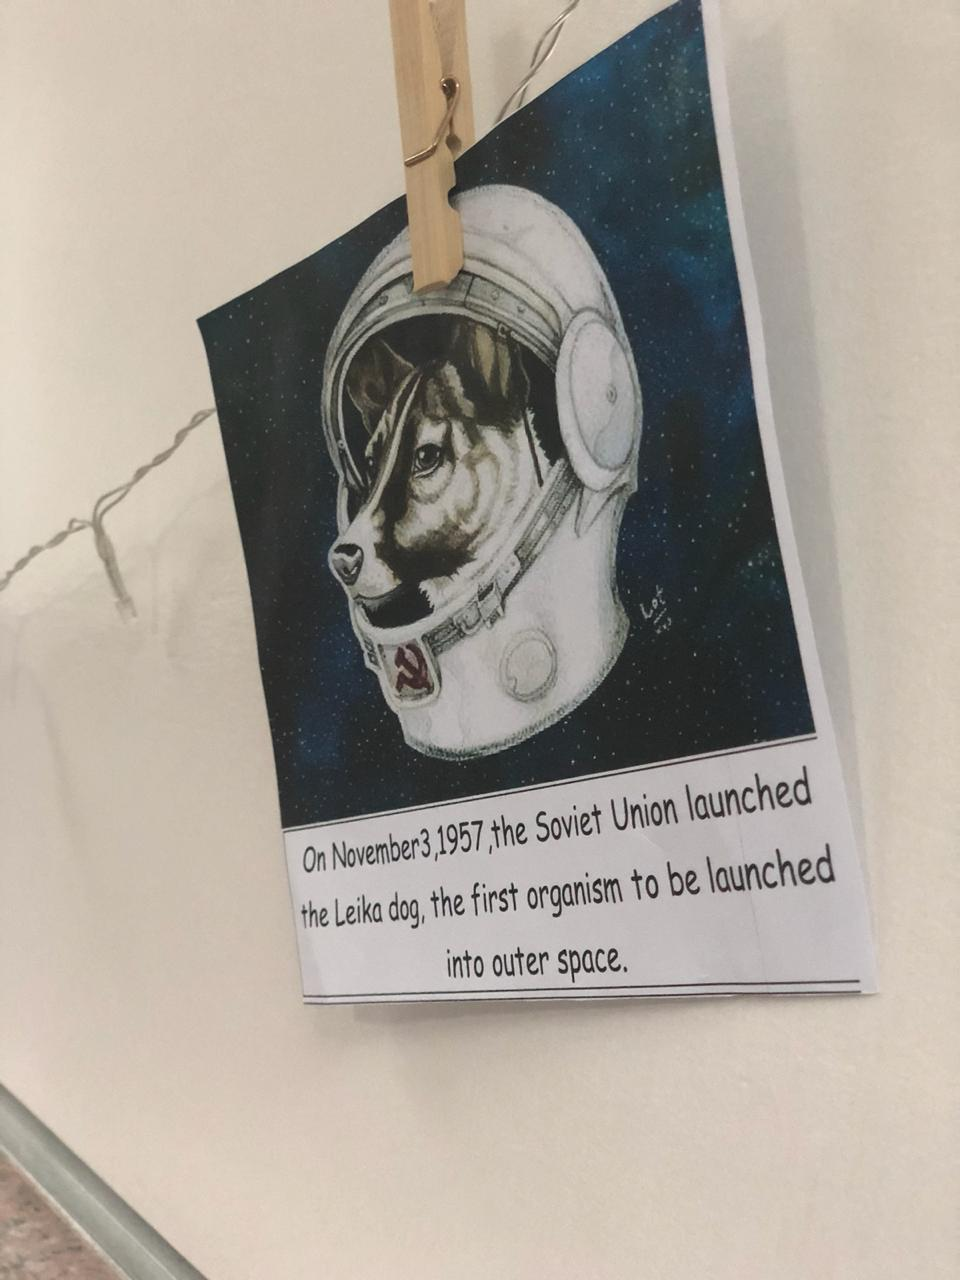 Lot
On November3,1957,the Soviet Union launched
the Leika dog, the first organism to be launched
into outer space.